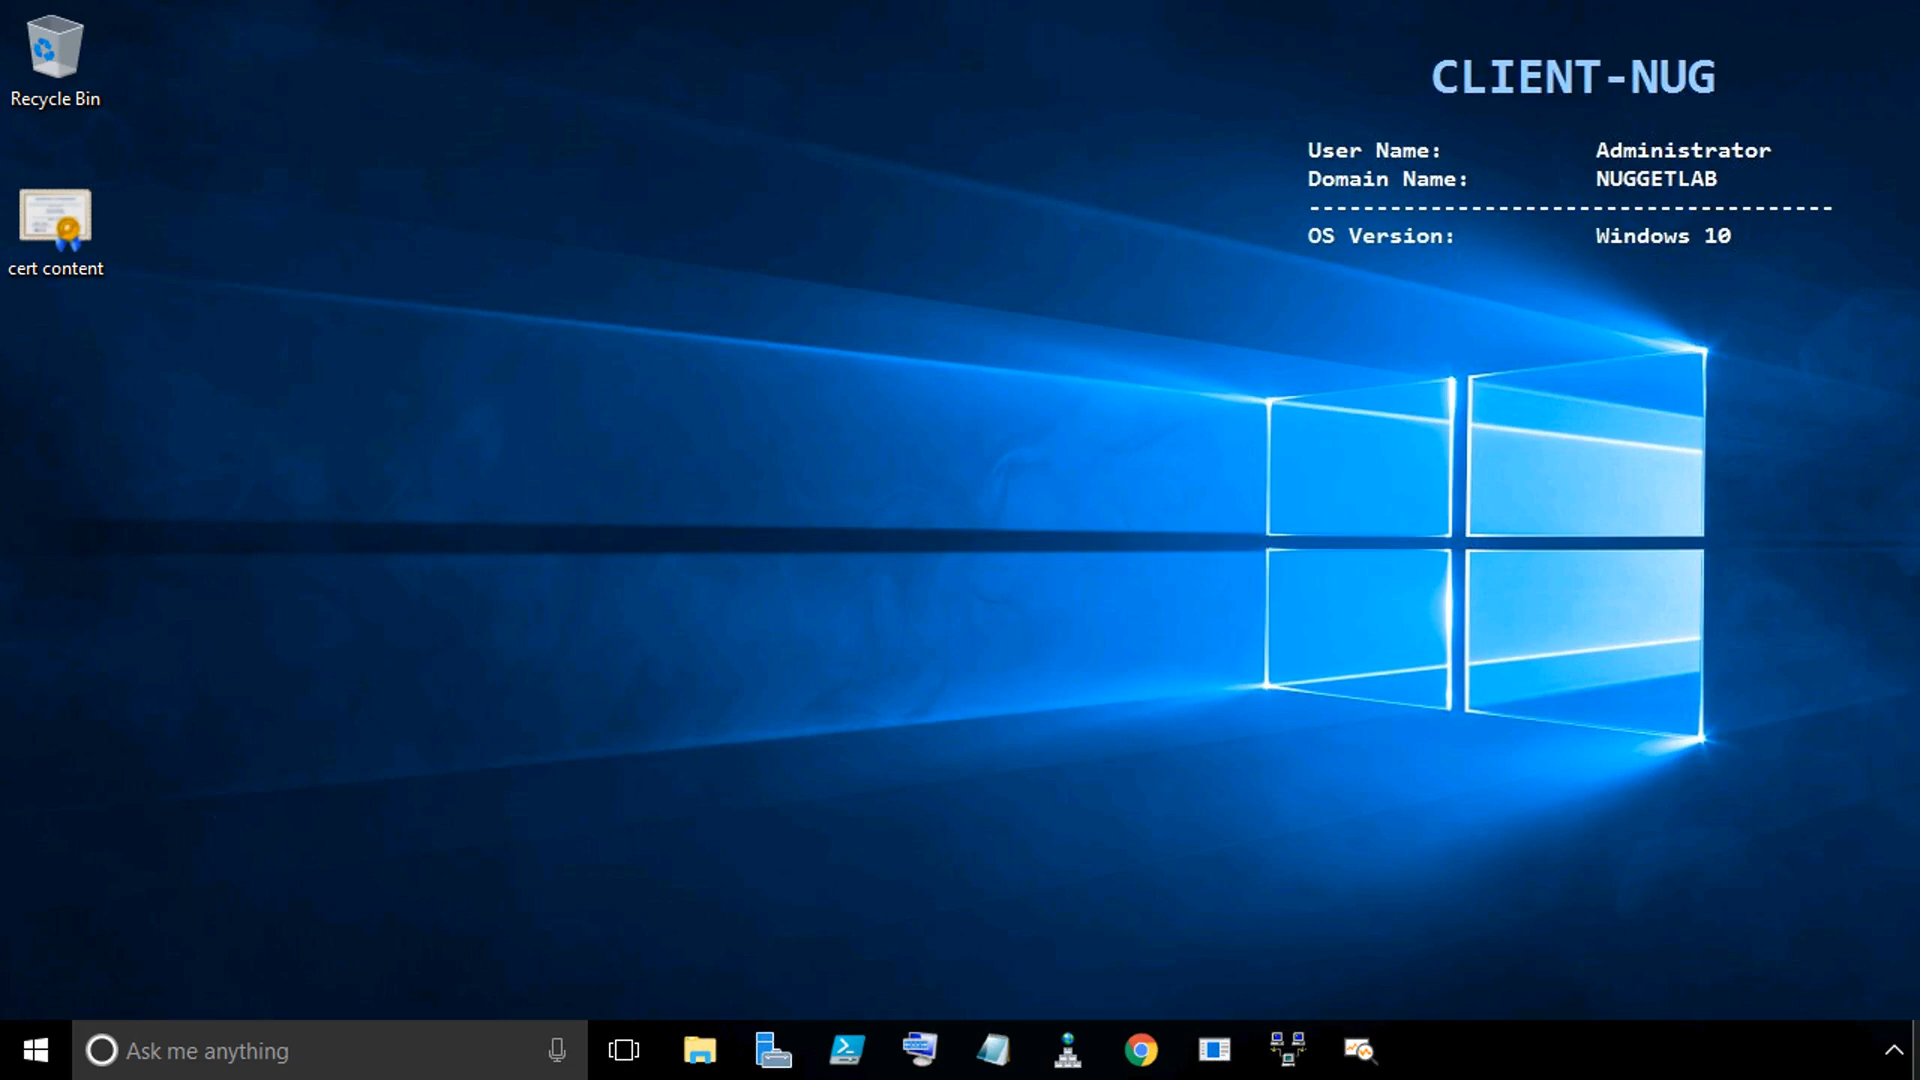 Recycle Bin
cert content
CLIENT-NUG
User Name: Administrator
Domain Name: NUGGETLAB
---------------------------------------
OS Version: Windows 10
Ask me anything